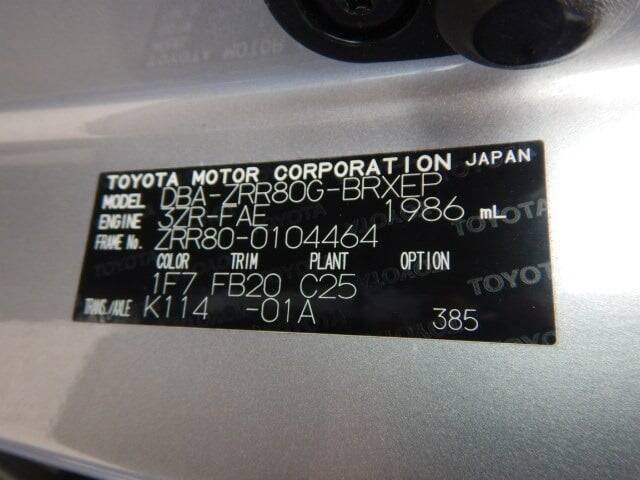 TOYOTA MOTOR CORPORATION JAPAN
MODEL DBA-ZRR80G-BRXEP
ENGINE 3ZR-FAE 1986 mL
FRAME No. ZRR80-0104464
COLOR TRIM PLANT OPTION
1F7 FB20 C25
TRANS./AXLE K114 -01A 385